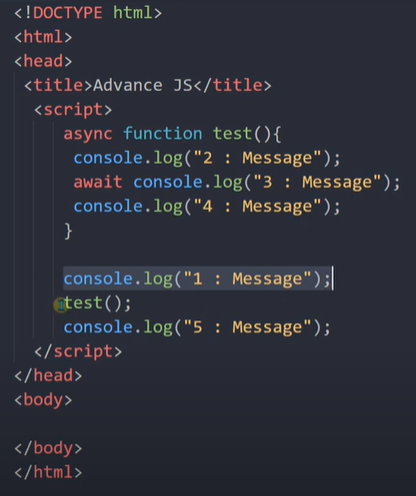 <!DOCTYPE html>
<html>
<head>
<title>Advance JS</title>
<script>
async function test(){
console.log("2 : Message");
await console.log("3 : Message");
console.log("4 : Message");
}
console.log("1 : Message");
test();
console.log("5 : Message");
</script>
</head>
<body>
</body>
</html>